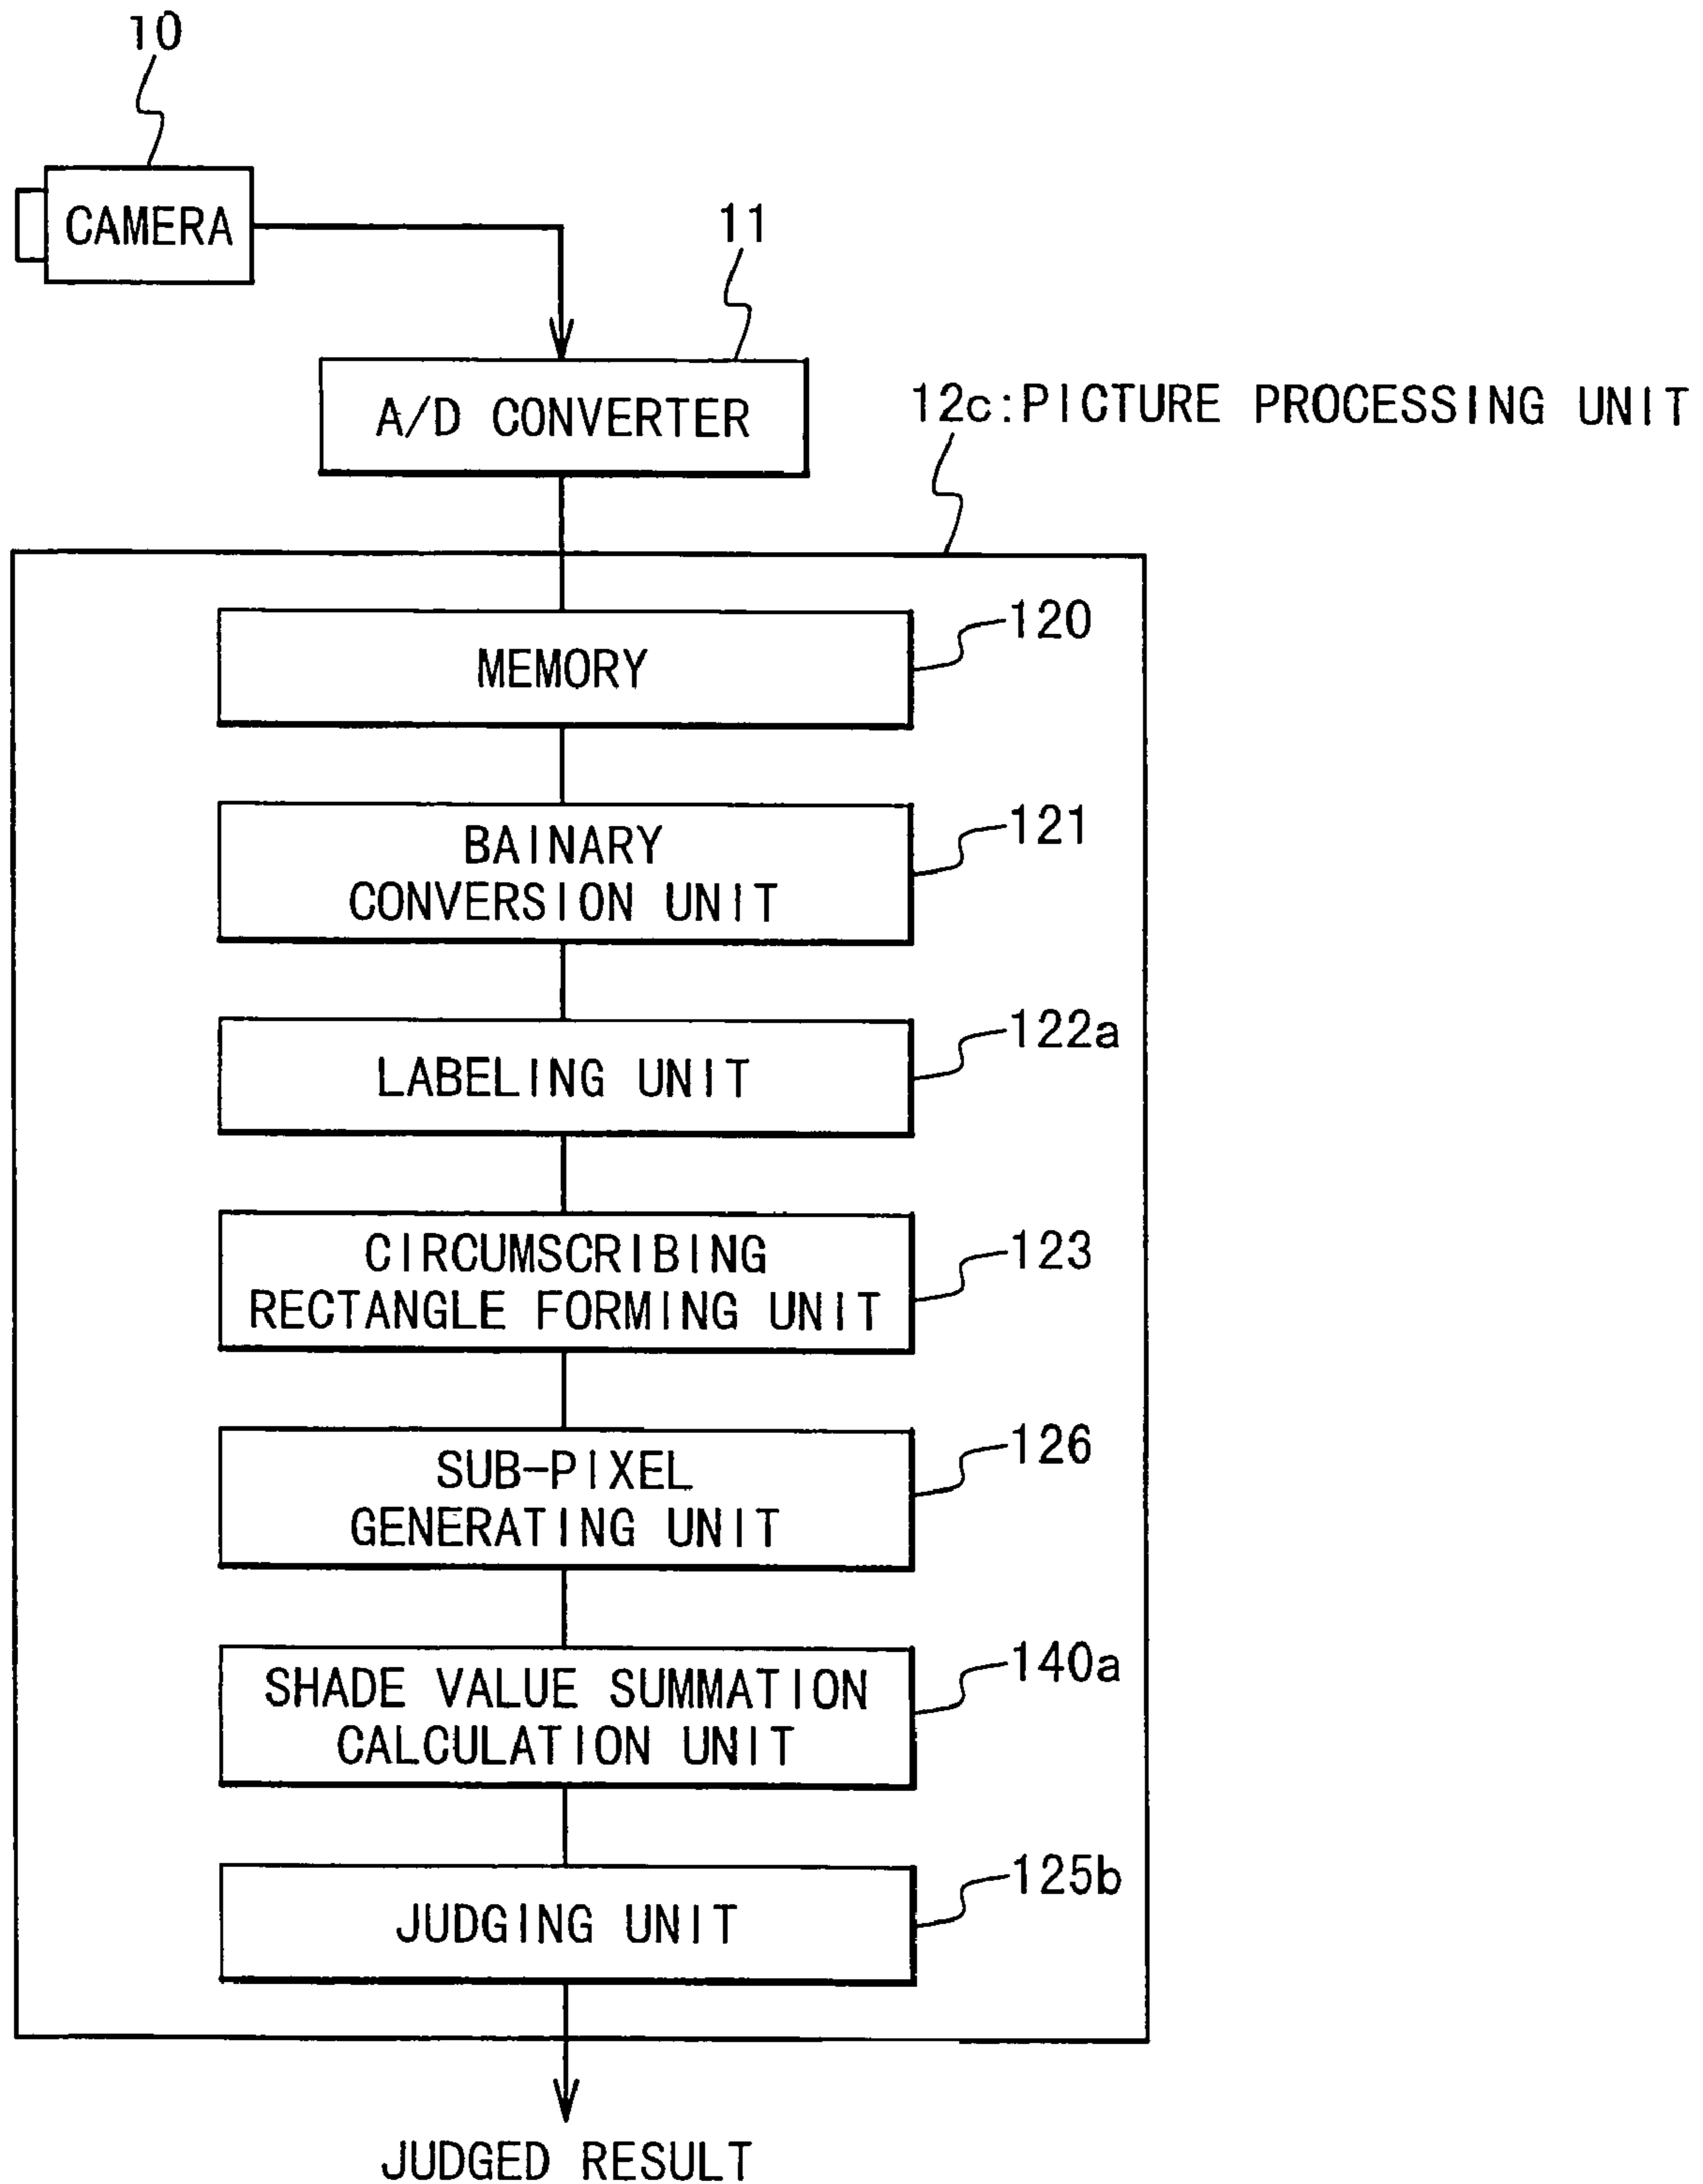 10
CAMERA
11
A/D CONVERTER
12c:PICTURE PROCESSING UNIT
120
MEMORY
121
BAINARY
CONVERSION UNIT
122a
LABELING UNIT
123
CIRCUMSCRIBING
RECTANGLE FORMING UNIT
126
SUB-PIXEL
GENERATING UNIT
140a
SHADE VALUE SUMMATION
CALCULATION UNIT
125b
JUDGING UNIT
JUDGED RESULT